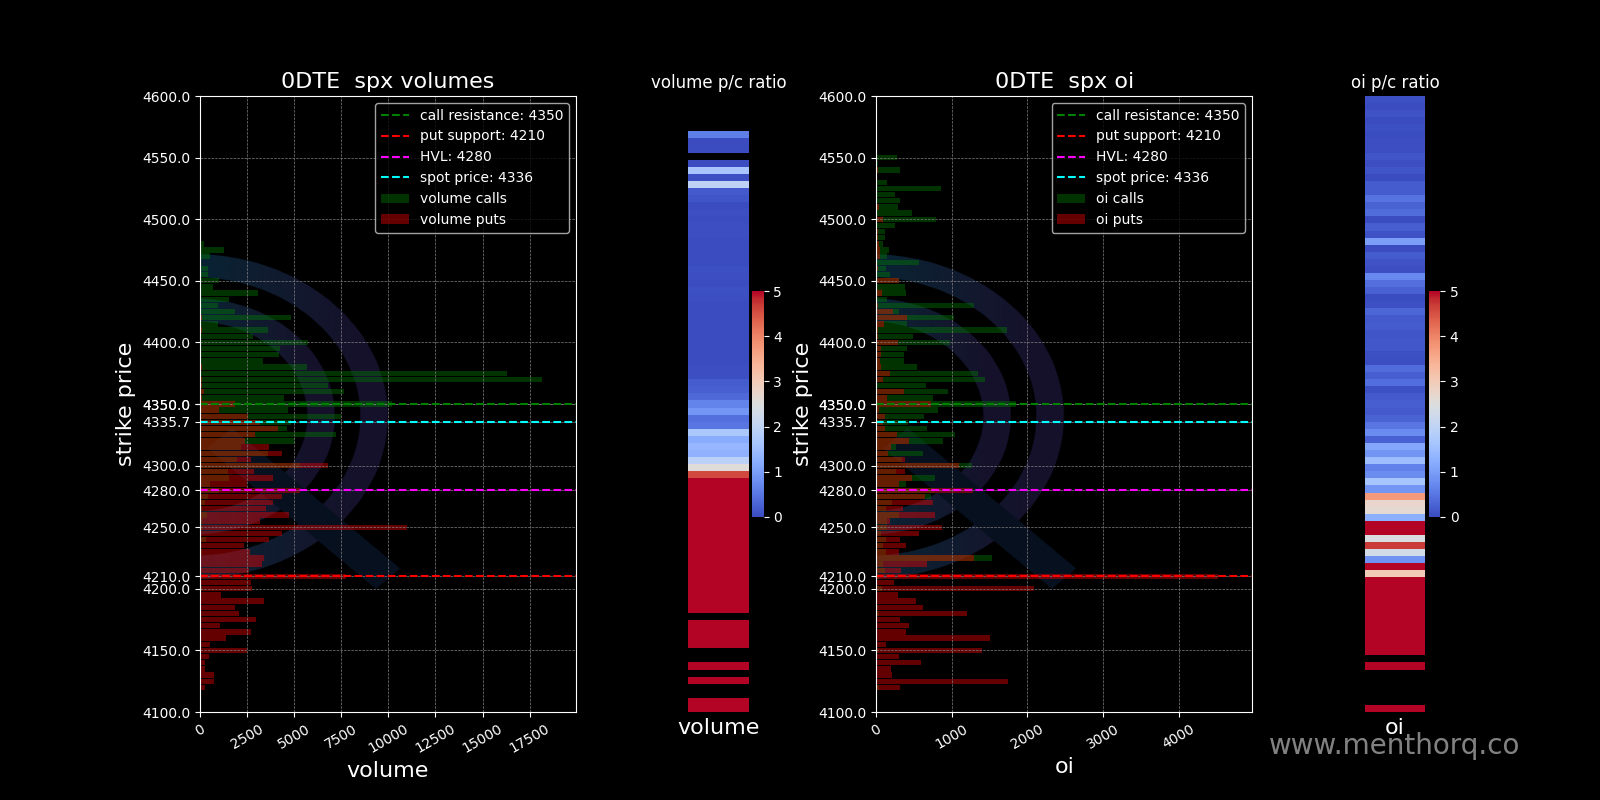 0DTE  spx volumes
volume p/c ratio
0DTE  spx oi
oi p/c ratio
4600.0
4550.0
4500.0
4450.0
4400.0
4350.0
4335.7
4300.0
4280.0
4250.0
4210.0
4200.0
4150.0
4100.0
strike price
call resistance: 4350
put support: 4210
HVL: 4280
spot price: 4336
volume calls
volume puts
0
2500
5000
7500
10000
12500
15000
17500
volume
5
4
3
2
1
0
volume
4600.0
4550.0
4500.0
4450.0
4400.0
4350.0
4335.7
4300.0
4280.0
4250.0
4210.0
4200.0
4150.0
4100.0
strike price
call resistance: 4350
put support: 4210
HVL: 4280
spot price: 4336
oi calls
oi puts
0
1000
2000
3000
4000
oi
5
4
3
2
1
0
oi
www.menthorq.co